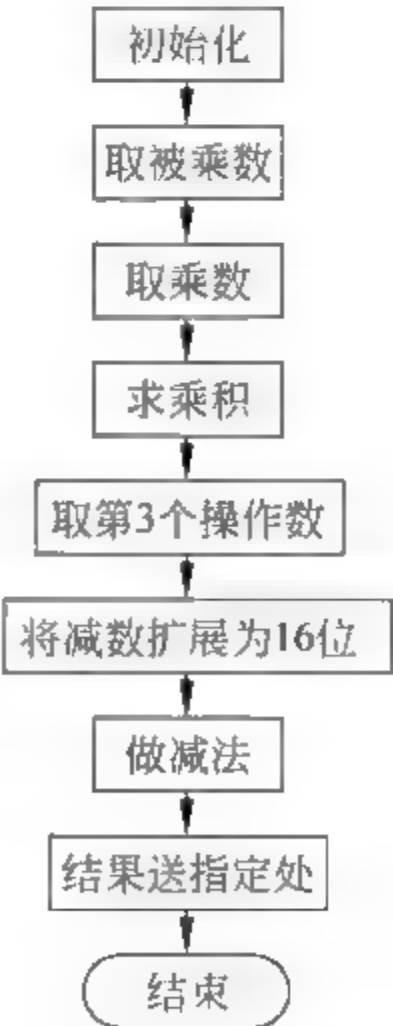 初始化
取被乘数
取乘数
求乘积
取第3个操作数
将减数扩展为16位
做减法
结果送指定处
结束